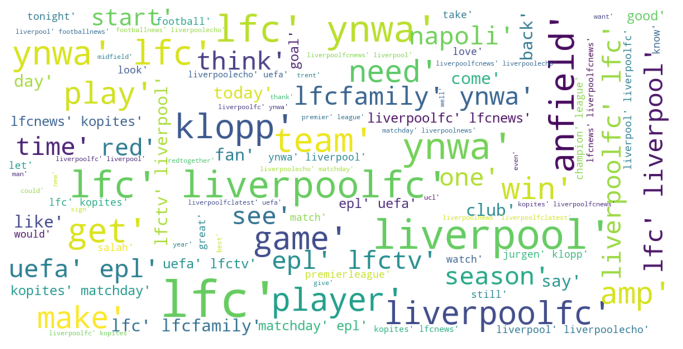 tonight'
start'
football'
footballnews' liverpoolecho'
take'
want'
good'
liverpool' footballnews'
lfc'
ynwa'
napoli'
back'
love'
know'
midfield'
goal'
ynwa' lfc'
think'
liverpoolfcnews' liverpool'
footballnews' liverpoolecho'
day'
look'
need'
come'
trent'
liverpoolecho' uefa'
play'
today'
lfcfamily' ynwa'
well'
thank'
liverpoolfc' ynwa'
premier' league'
champion' league'
lfcnews' liverpoolfcnews'
liverpool' liverpoolfc'
anfield'
liverpoolfc' lfc'
lfc' liverpool'
lfcnews' kopites'
klopp'
liverpoolfc' lfcnews'
matchday' liverpoolnews'
time'
red'
redtogether'
team'
fan'
ynwa' liverpool'
ynwa'
even'
let'
liverpoolfc' liverpool'
man'
lfctv' liverpool'
liverpoolecho' matchday'
one'
win'
could'
lfc' liverpoolfc'
ucl'
lfc' kopites'
liverpoolfclatest' uefa'
epl' uefa'
kopites' liverpoolfcnews'
like'
sign'
see'
match'
club'
would'
get'
great'
game'
liverpool'
salah'
year'
best'
jurgen' klopp'
uefa' epl'
uefa' lfctv'
epl' lfctv'
watch'
premierleague'
season'
say'
kopites' matchday'
give'
still'
lfc'
player'
liverpoolfc'
amp'
make'
lfc' lfcfamily'
matchday' epl'
kopites' lfcnews'
liverpool' liverpoolecho'
liverpoolfc' kopites'